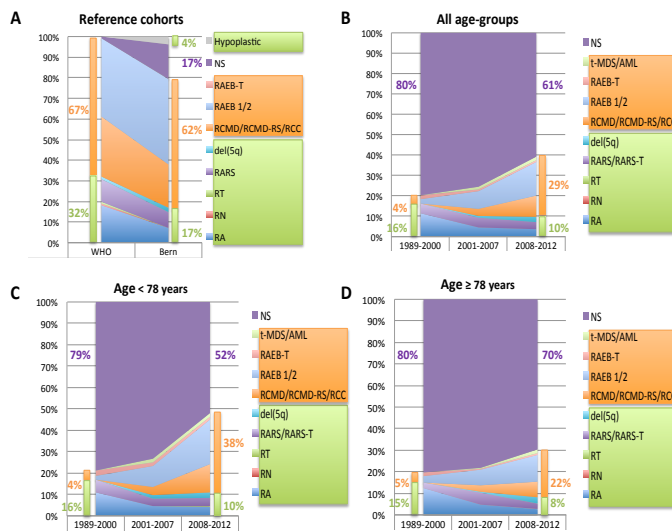 A
Reference cohorts
100%
90%
80%
70%
60%
50%
40%
30%
20%
10%
0%
67%
32%
4%
17%
62%
17%
WHO
Bern
Hypoplastic
NS
RAEB-T
RAEB 1/2
RCMD/RCMD-RS/RCC
del(5q)
RARS
RT
RN
RA
B
All age-groups
100%
90%
80%
70%
60%
50%
40%
30%
20%
10%
0%
80%
4%
16%
61%
29%
10%
1989-2000
2001-2007
2008-2012
NS
t-MDS/AML
RAEB-T
RAEB 1/2
RCMD/RCMD-RS/RCC
del(5q)
RARS/RARS-T
RT
RN
RA
C
Age < 78 years
100%
90%
80%
70%
60%
50%
40%
30%
20%
10%
0%
79%
4%
16%
52%
38%
10%
1989-2000
2001-2007
2008-2012
NS
t-MDS/AML
RAEB-T
RAEB 1/2
RCMD/RCMD-RS/RCC
del(5q)
RARS/RARS-T
RT
RN
RA
D
Age ≥ 78 years
100%
90%
80%
70%
60%
50%
40%
30%
20%
10%
0%
80%
5%
15%
70%
22%
8%
1989-2000
2001-2007
2008-2012
NS
t-MDS/AML
RAEB-T
RAEB 1/2
RCMD/RCMD-RS/RCC
del(5q)
RARS/RARS-T
RT
RN
RA